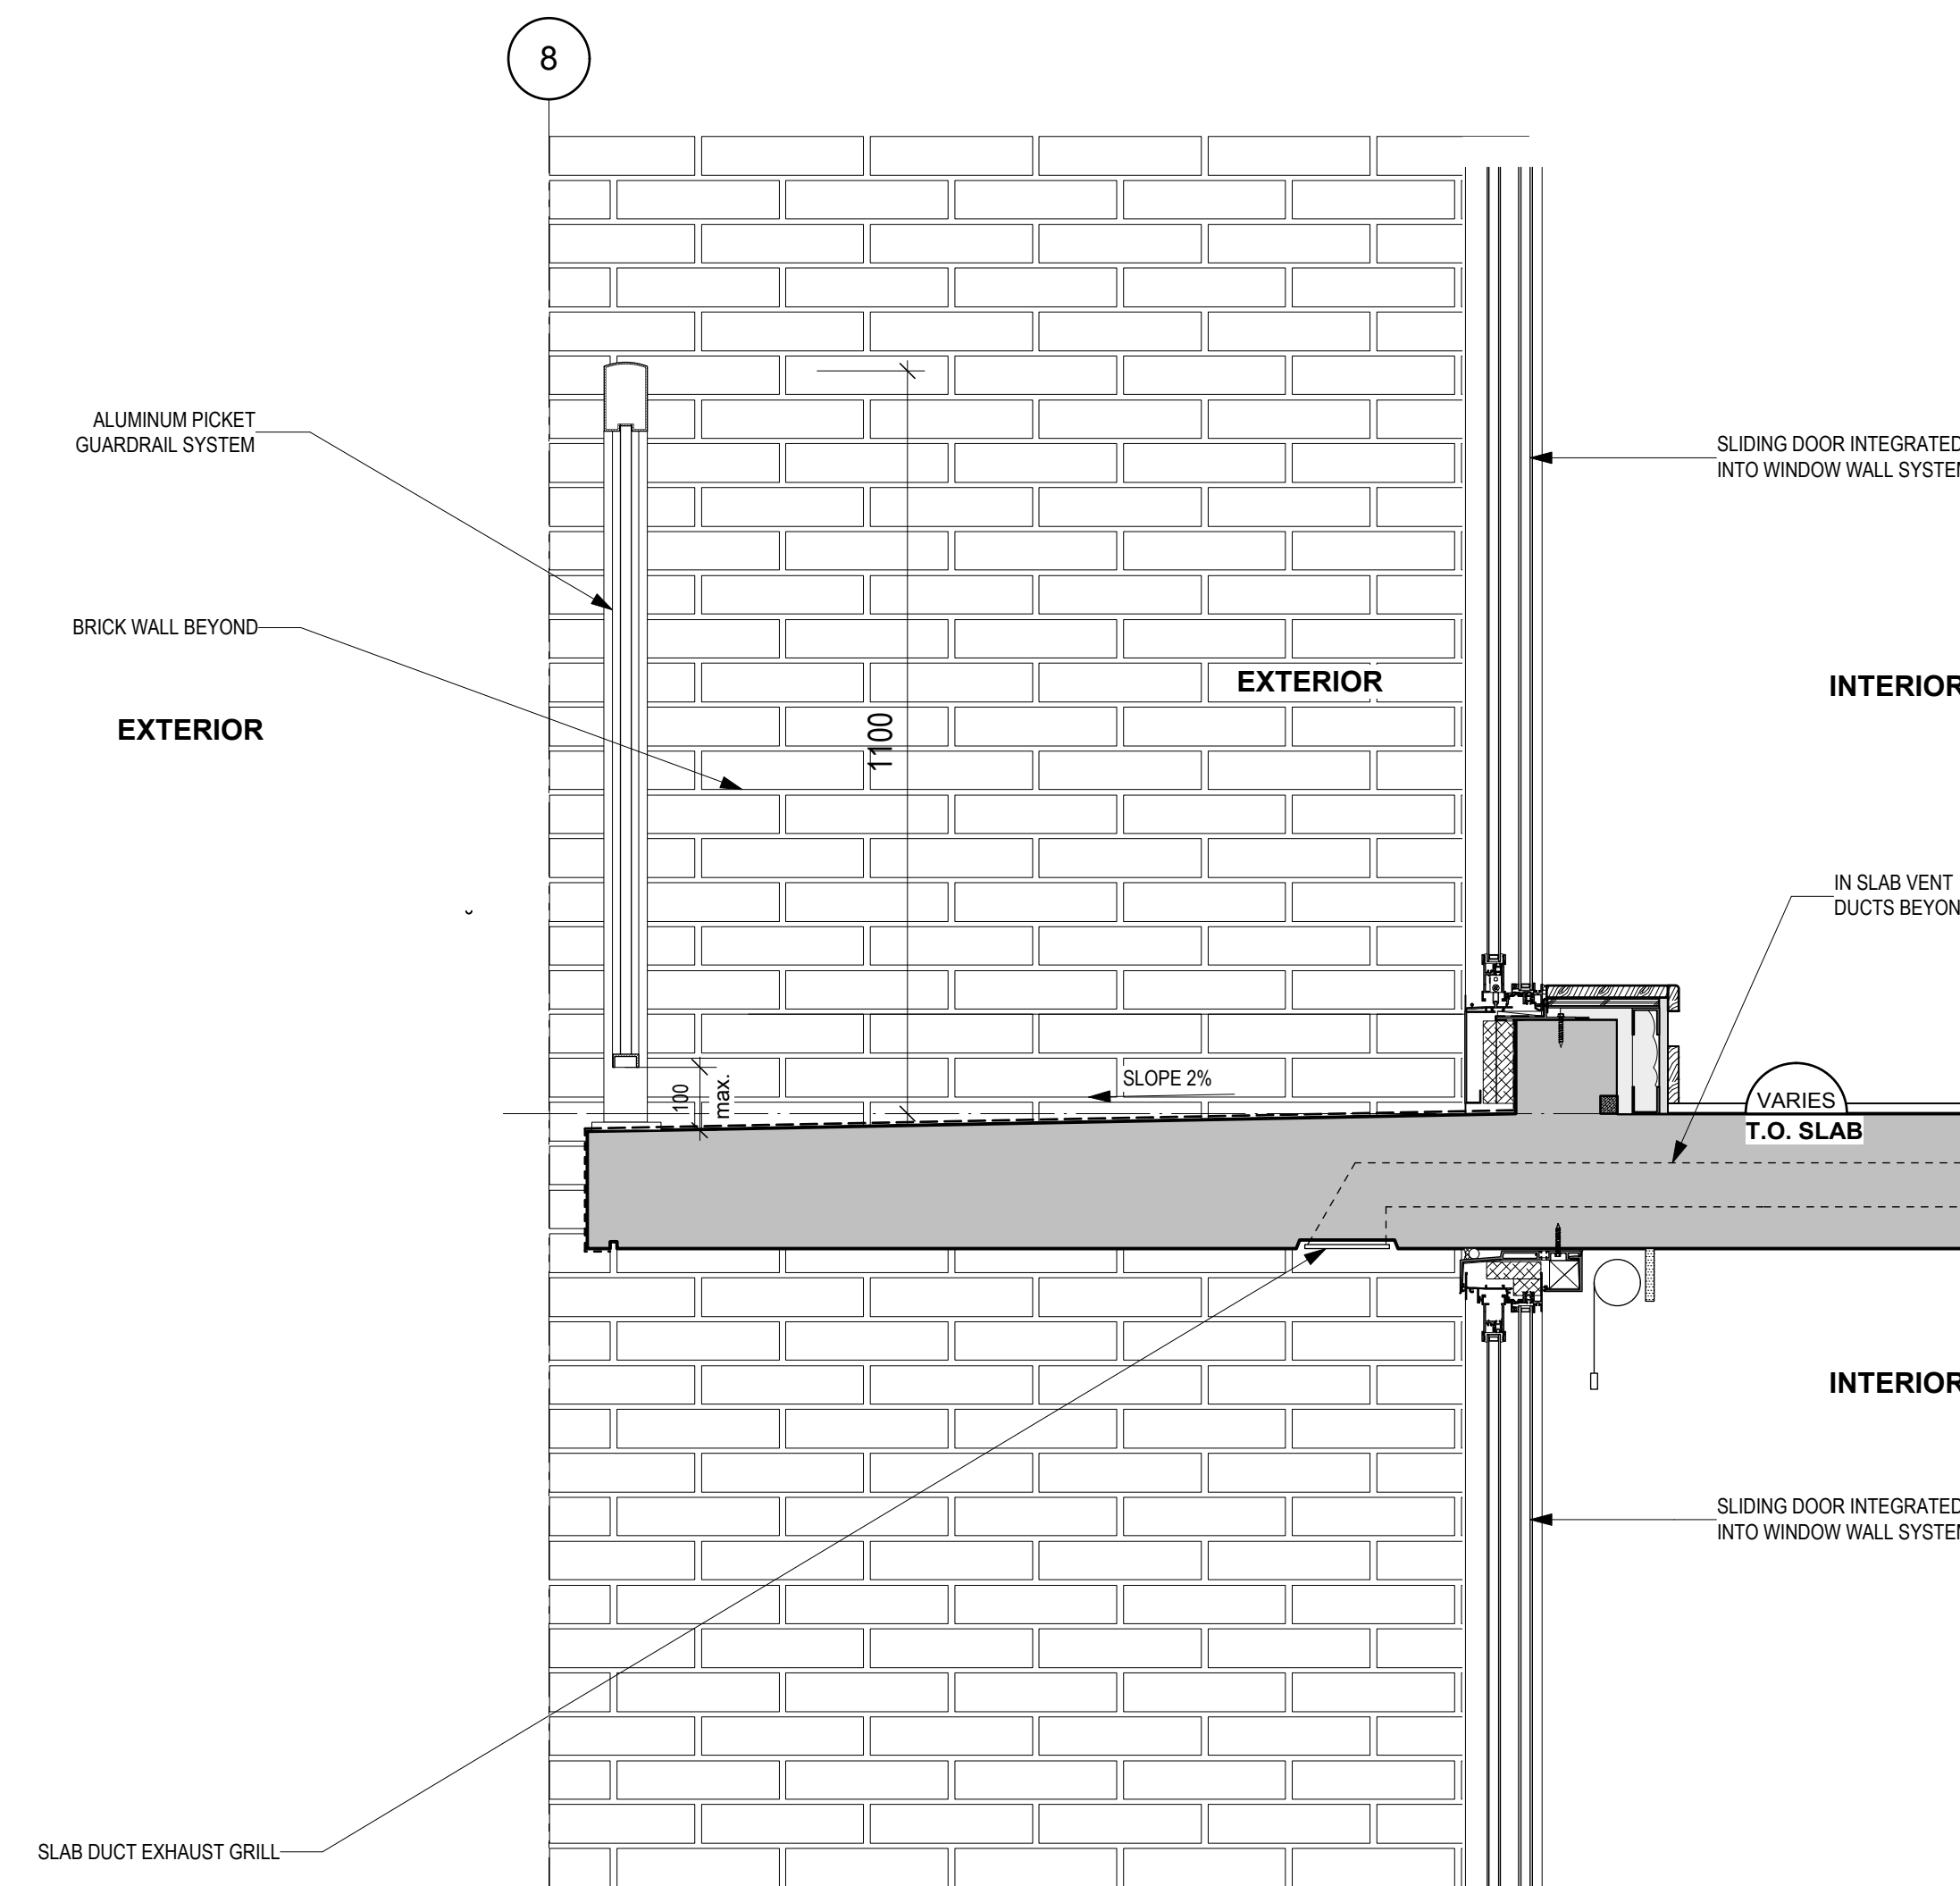 8
ALUMINUM PICKET
GUARDRAIL SYSTEM
SLIDING DOOR INTEGRATED
INTO WINDOW WALL SYSTEM
BRICK WALL BEYOND
EXTERIOR
INTERIOR
EXTERIOR
1100
IN SLAB VENT
DUCTS BEYON
100
max.
SLOPE 2%
VARIES
T.O. SLAB
INTERIOR
SLIDING DOOR INTEGRATED
INTO WINDOW WALL SYSTEM
SLAB DUCT EXHAUST GRILL